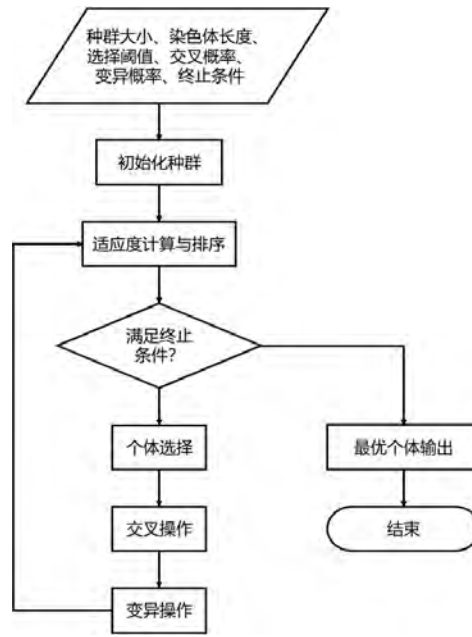 种群大小、染色体长度、
选择阈值、交叉概率、
变异概率、终止条件
初始化种群
适应度计算与排序
满足终止
条件?
个体选择
最优个体输出
交叉操作
结束
变异操作